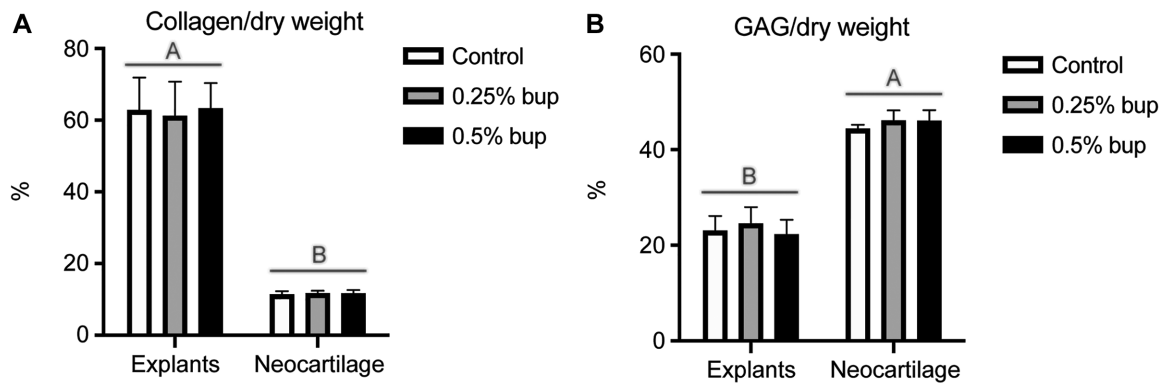 A
Collagen/dry weight
80
60
40
20
0
%
A
B
Explants
Neocartilage
Control
0.25% bup
0.5% bup
B
GAG/dry weight
60
40
20
0
%
B
A
Explants
Neocartilage
Control
0.25% bup
0.5% bup